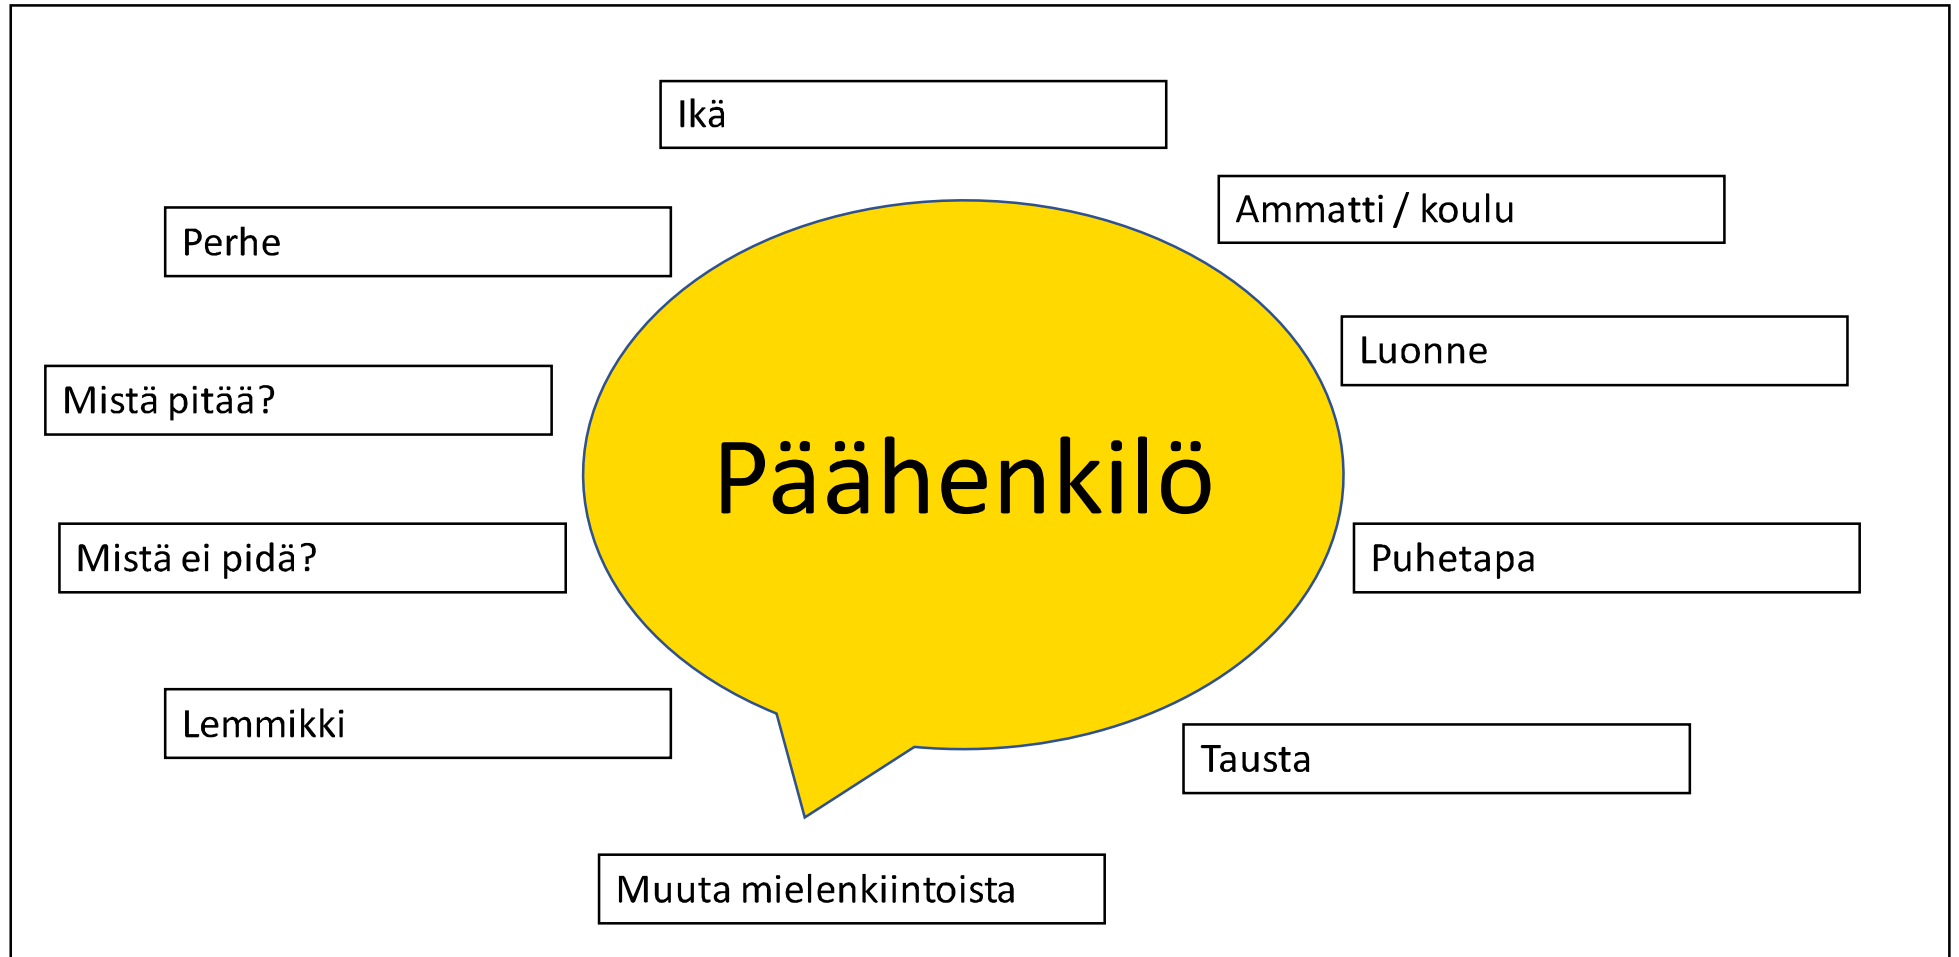 Ikä
Ammatti / koulu
Perhe
Luonne
Mistä pitää?
Päähenkilö
Mistä ei pidä?
Puhetapa
Lemmikki
Tausta
Muuta mielenkiintoista